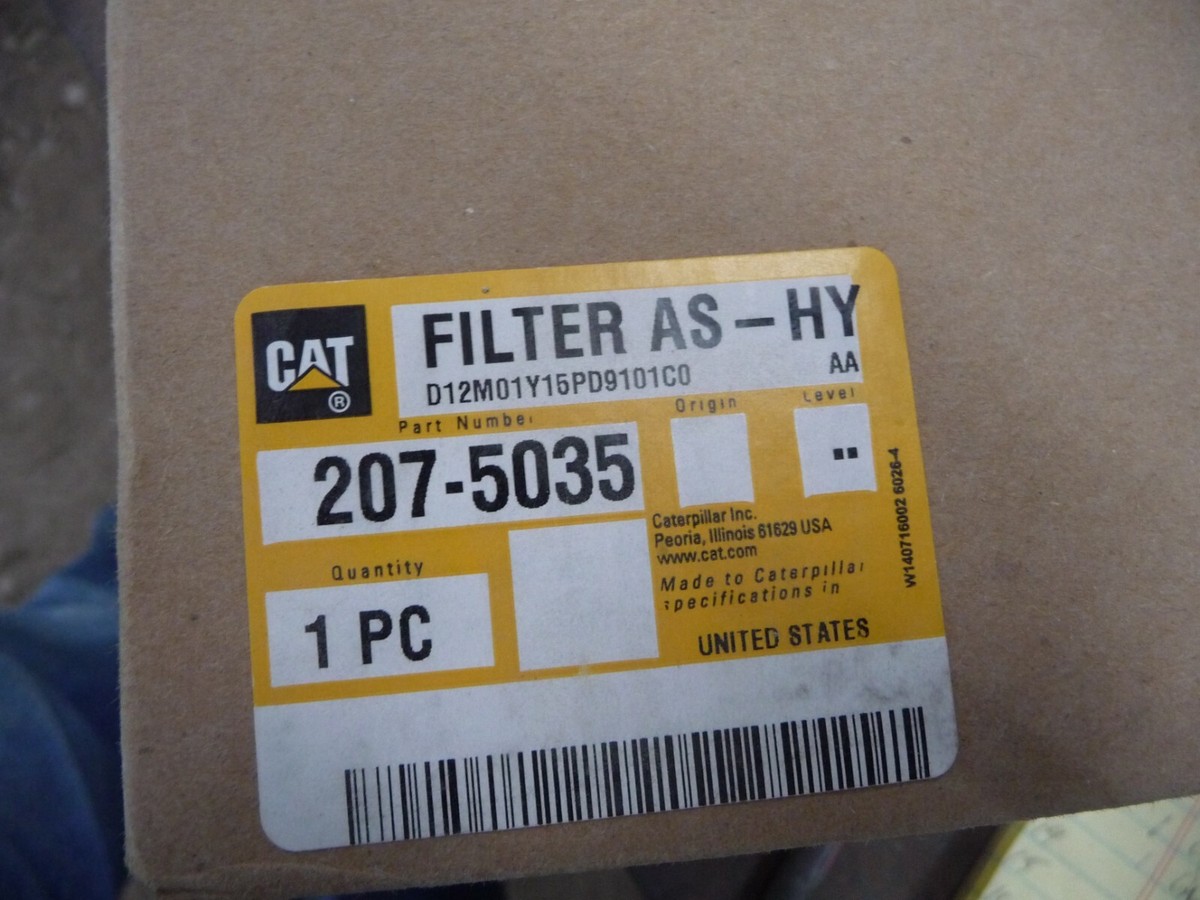 CAT
®
FILTER AS-HY
D12M01Y15PD9101C0 AA
Part Number
Origin
Level
207-5035
--
Quantity
1 PC
Caterpillar Inc.
Peoria, Illinois 61629 USA
www.cat.com
Made to Caterpillar
specifications in
UNITED STATES
W140716002 6026-4